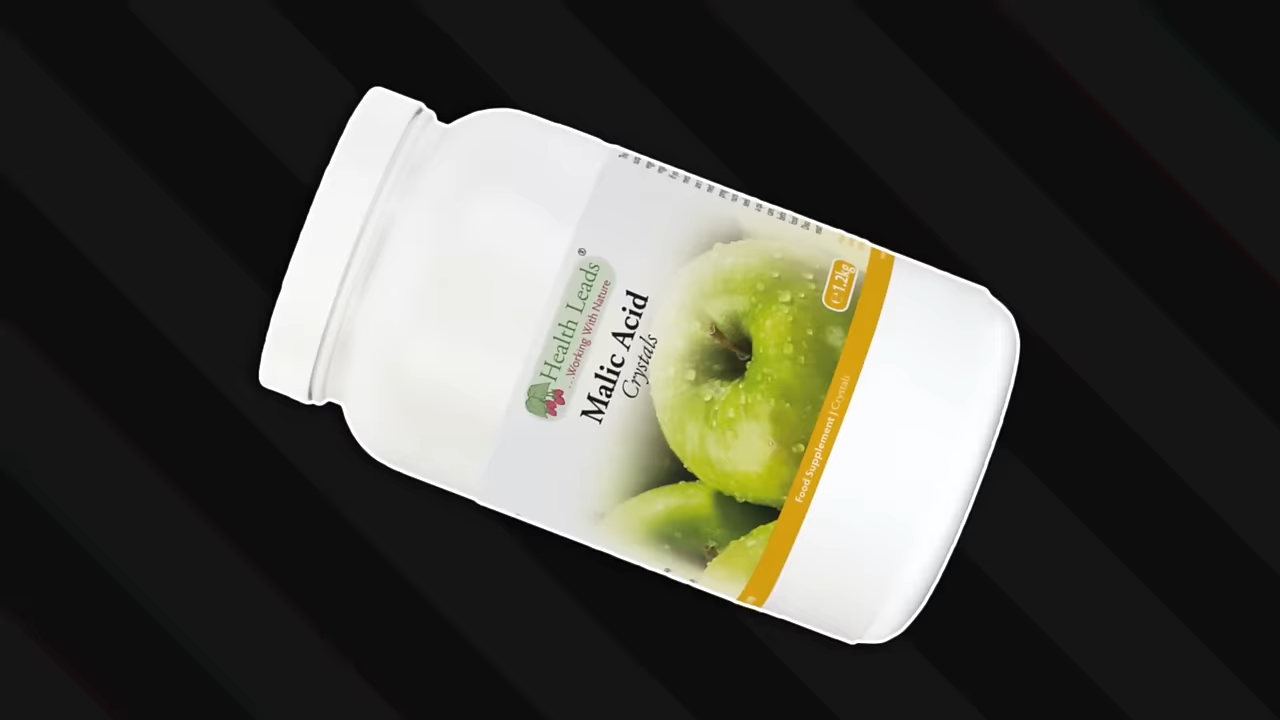 Health Leads®
...Working With Nature
Malic Acid
Crystals
e 1.2kg
Food Supplement | Crystals